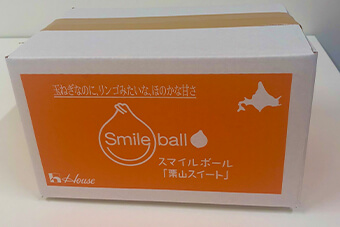 玉ねぎなのに、リンゴみたいな、ほのかな甘さ
Smile ball
スマイルボール
「栗山スイート」
House